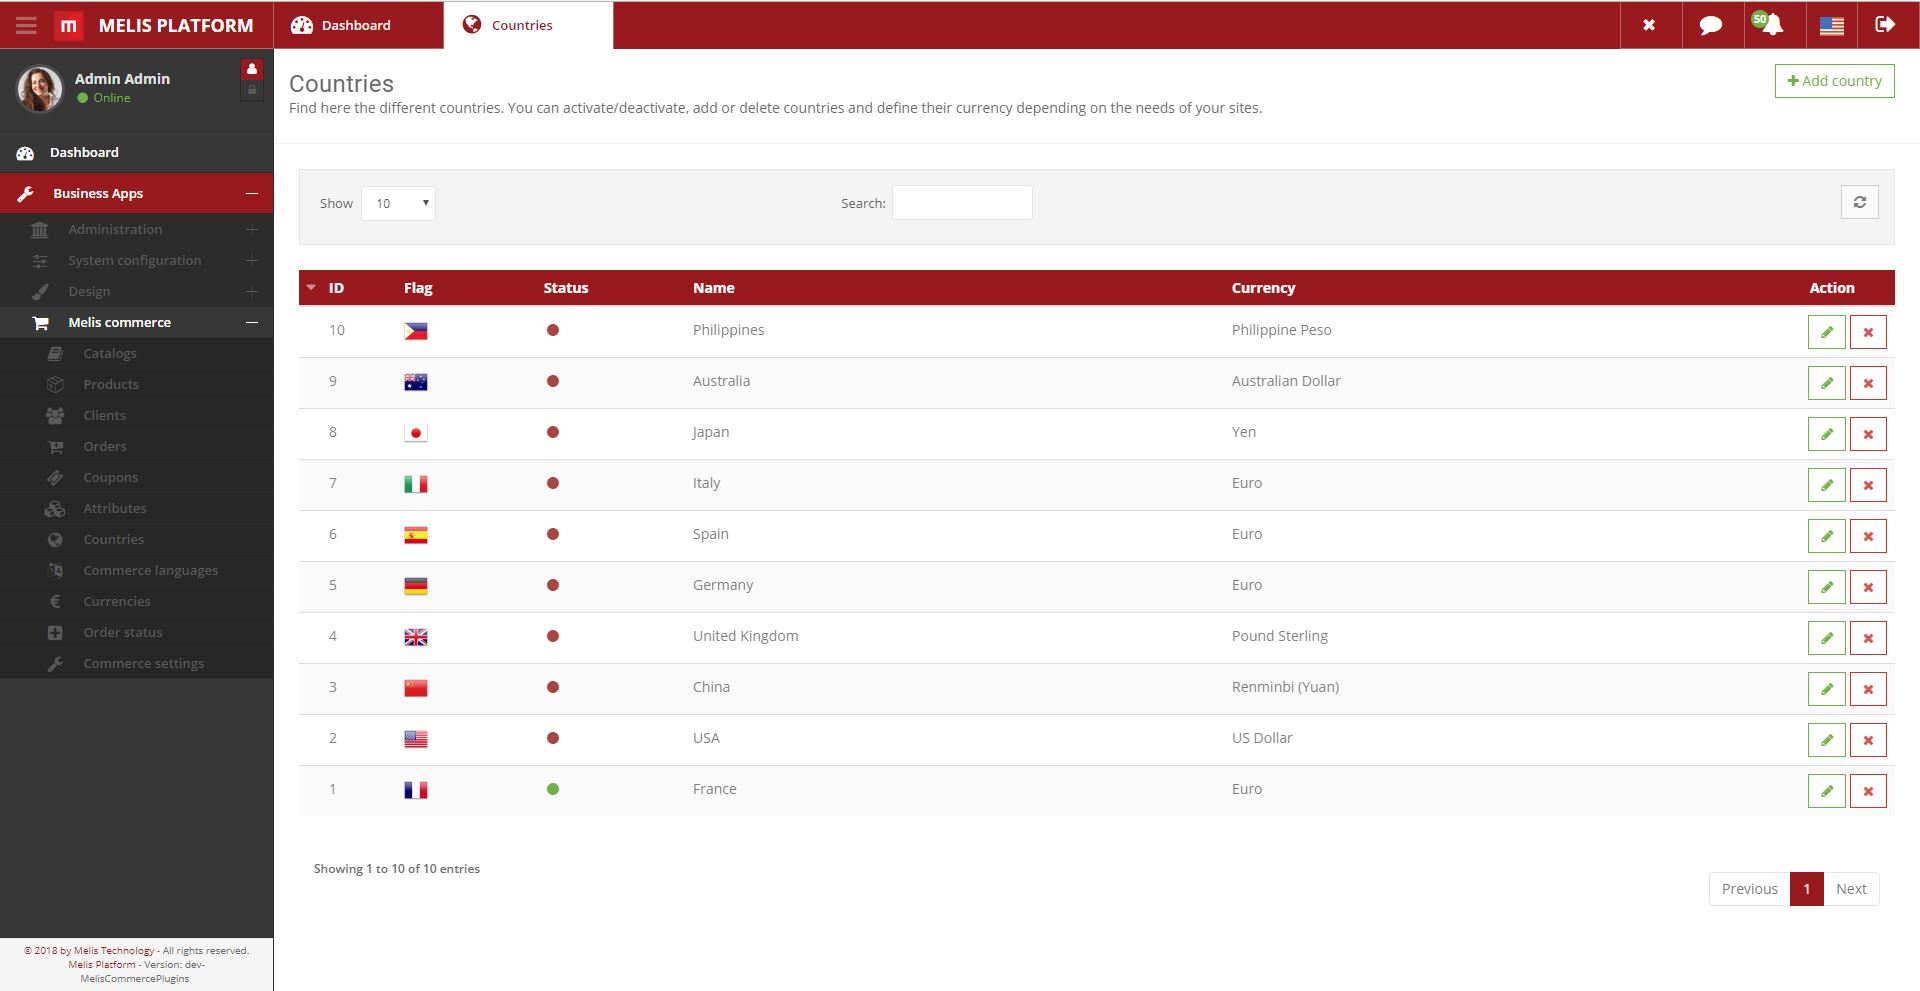 m MELIS PLATFORM
Dashboard
Countries
50
Admin Admin
Online
Dashboard
Business Apps
Administration
System configuration
Design
Melis commerce
Catalogs
Products
Clients
Orders
Coupons
Attributes
Countries
Commerce languages
Currencies
Order status
Commerce settings
© 2018 by Melis Technology - All rights reserved.
Melis Platform - Version: dev-
MelisCommercePlugins
Countries
Find here the different countries. You can activate/deactivate, add or delete countries and define their currency depending on the needs of your sites.
Add country
Show 10 Search:
ID Flag Status Name Currency Action
10 Philippines Philippine Peso
9 Australia Australian Dollar
8 Japan Yen
7 Italy Euro
6 Spain Euro
5 Germany Euro
4 United Kingdom Pound Sterling
3 China Renminbi (Yuan)
2 USA US Dollar
1 France Euro
Showing 1 to 10 of 10 entries
Previous 1 Next